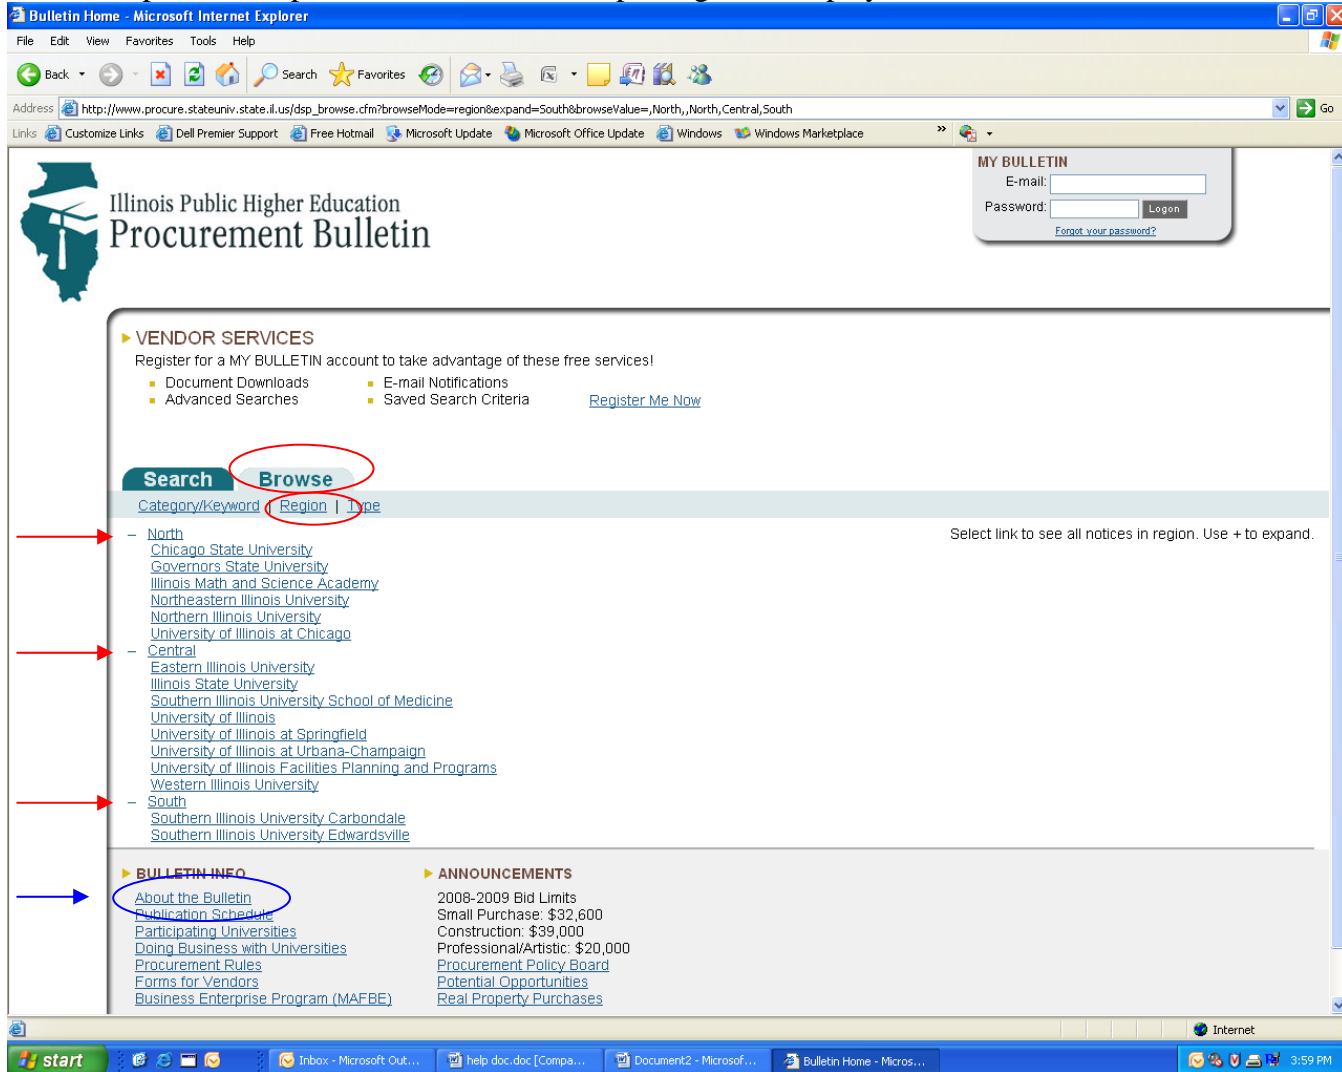 Bulletin Home - Microsoft Internet Explorer
File Edit View Favorites Tools Help
Back Search Favorites
Address http://www.procure.stateuniv.state.il.us/dsp_browse.cfm?browseMode=region&expand=South&browseValue=,North,,North,Central,South Go
Links Customize Links Dell Premier Support Free Hotmail Microsoft Update Microsoft Office Update Windows Windows Marketplace »
MY BULLETIN
E-mail:
Password: Logon
Forgot your password?
Illinois Public Higher Education
Procurement Bulletin
VENDOR SERVICES
Register for a MY BULLETIN account to take advantage of these free services!
Document Downloads E-mail Notifications
Advanced Searches Saved Search Criteria Register Me Now
Search Browse
Category/Keyword | Region | Type
– North Select link to see all notices in region. Use + to expand.
Chicago State University
Governors State University
Illinois Math and Science Academy
Northeastern Illinois University
Northern Illinois University
University of Illinois at Chicago
– Central
Eastern Illinois University
Illinois State University
Southern Illinois University School of Medicine
University of Illinois
University of Illinois at Springfield
University of Illinois at Urbana-Champaign
University of Illinois Facilities Planning and Programs
Western Illinois University
– South
Southern Illinois University Carbondale
Southern Illinois University Edwardsville
BULLETIN INFO
About the Bulletin
Publication Schedule
Participating Universities
Doing Business with Universities
Procurement Rules
Forms for Vendors
Business Enterprise Program (MAFBE)
ANNOUNCEMENTS
2008-2009 Bid Limits
Small Purchase: $32,600
Construction: $39,000
Professional/Artistic: $20,000
Procurement Policy Board
Potential Opportunities
Real Property Purchases
Internet
start Inbox - Microsoft Out... help doc.doc [Compa... Document2 - Microsof... Bulletin Home - Micros... 3:59 PM